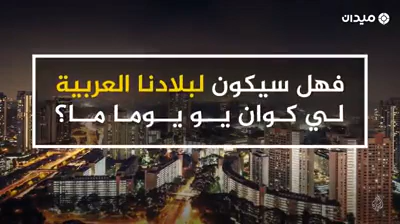 ميدان
فهل سيكون لبلادنا العربية
لي كوان يو يوما ما؟